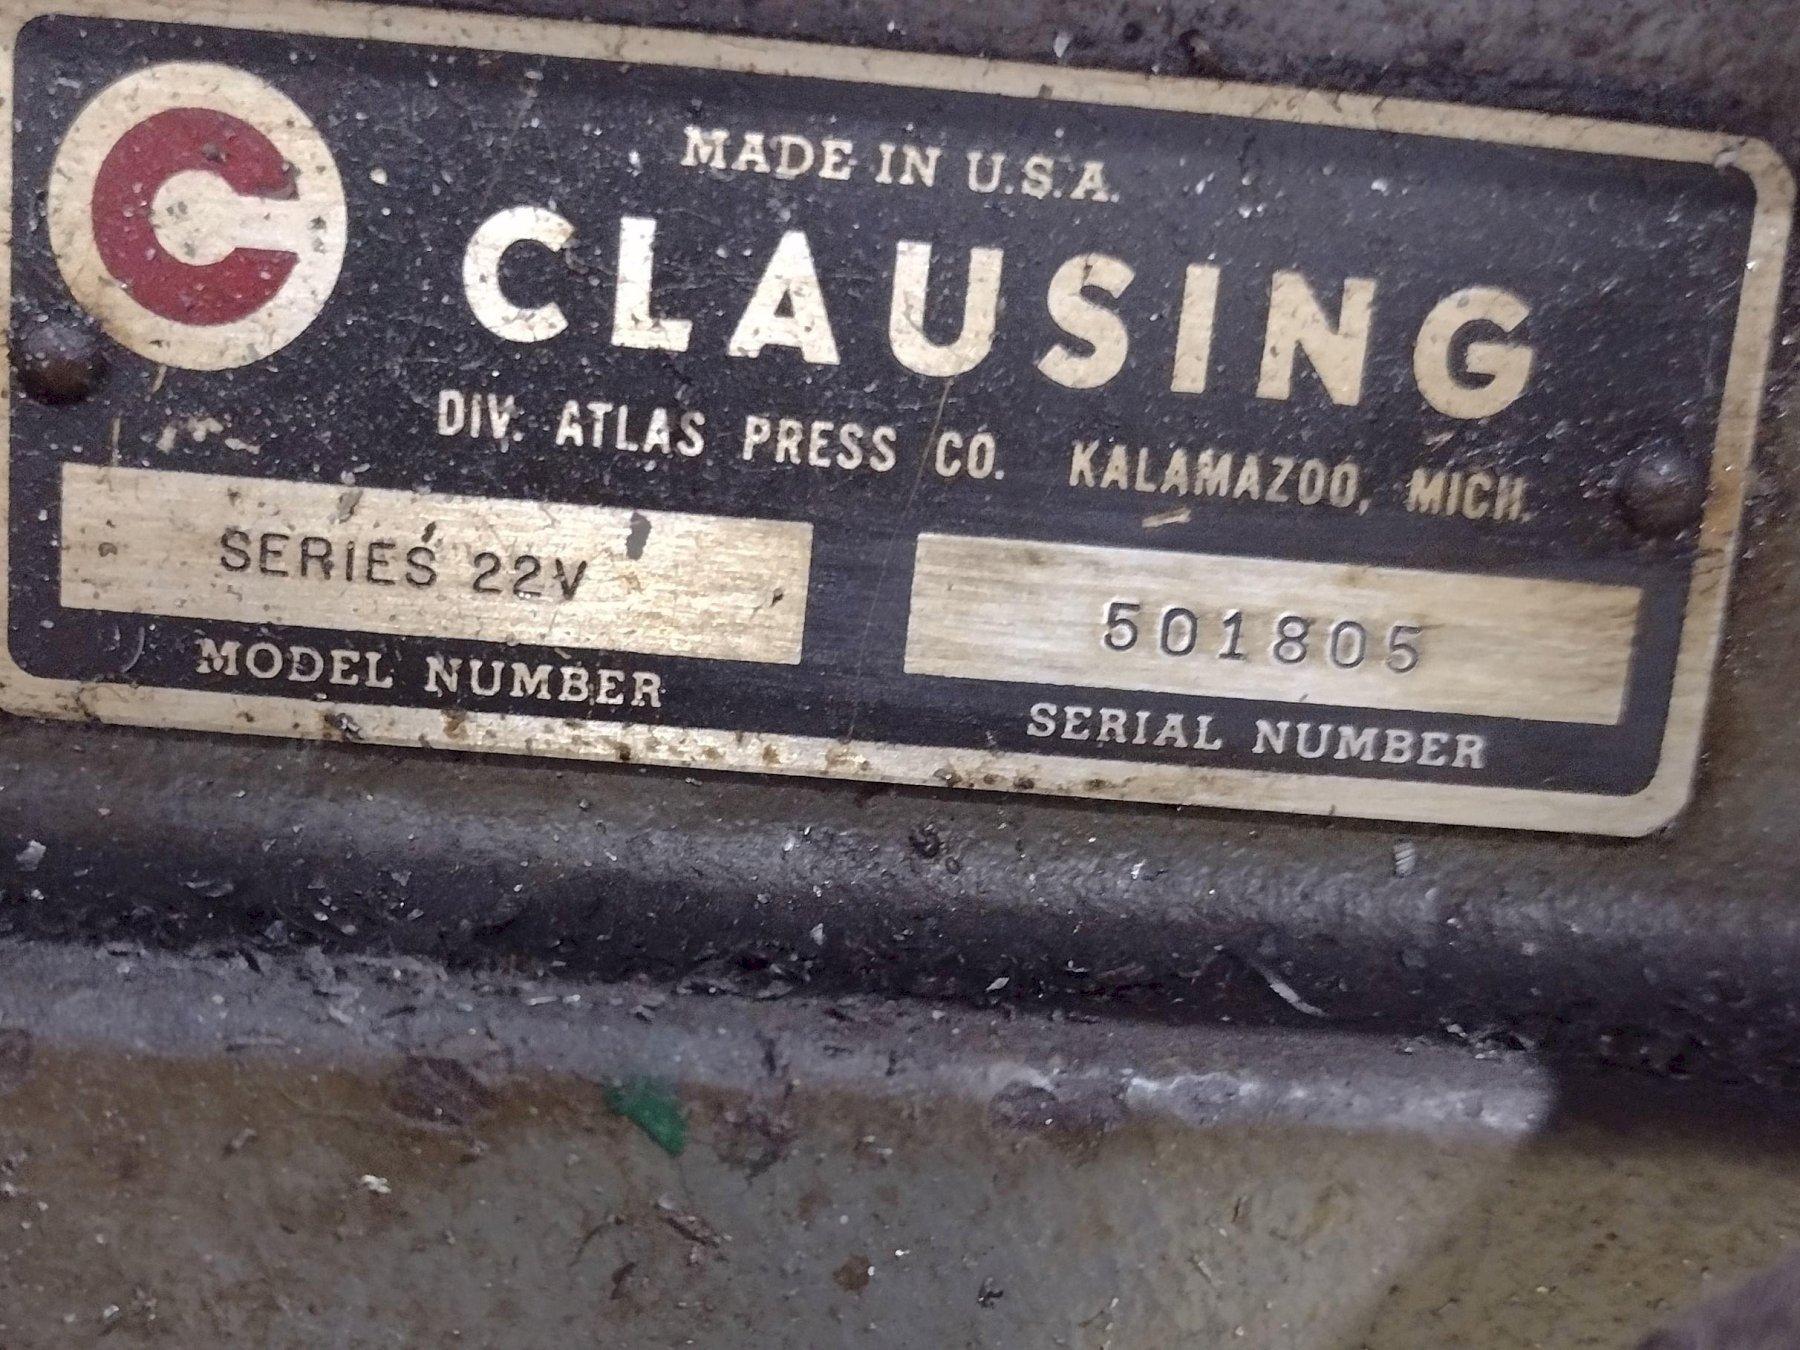 C
MADE IN U.S.A.
CLAUSING
DIV. ATLAS PRESS CO. KALAMAZOO, MICH.
SERIES 22V
501805
MODEL NUMBER
SERIAL NUMBER